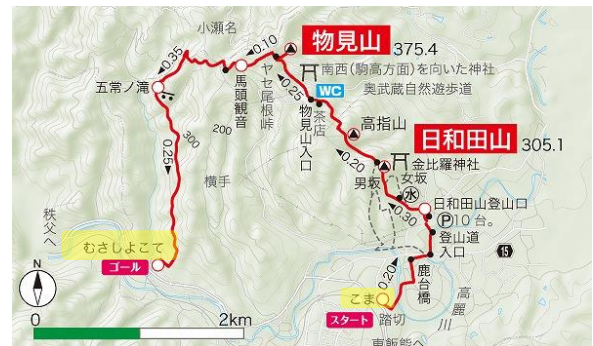 小瀬名
物見山 375.4
0.10
0.35
南西(駒高方面)を向いた神社
WC
奥武蔵自然遊歩道
五常ノ滝
馬頭観音
ヤセ尾根峠
0.25
物見山入口
茶店
高指山
日和田山 305.1
200
300
0.25
0.20
金比羅神社
男坂
女坂
水
横手
0.30
日和田山登山口
P10台。
登山道入口
15
秩父へ
むさしよこて
ゴール
鹿台橋
0.20
こま
スタート
踏切
高麗川
N
0
2km
東飯能へ